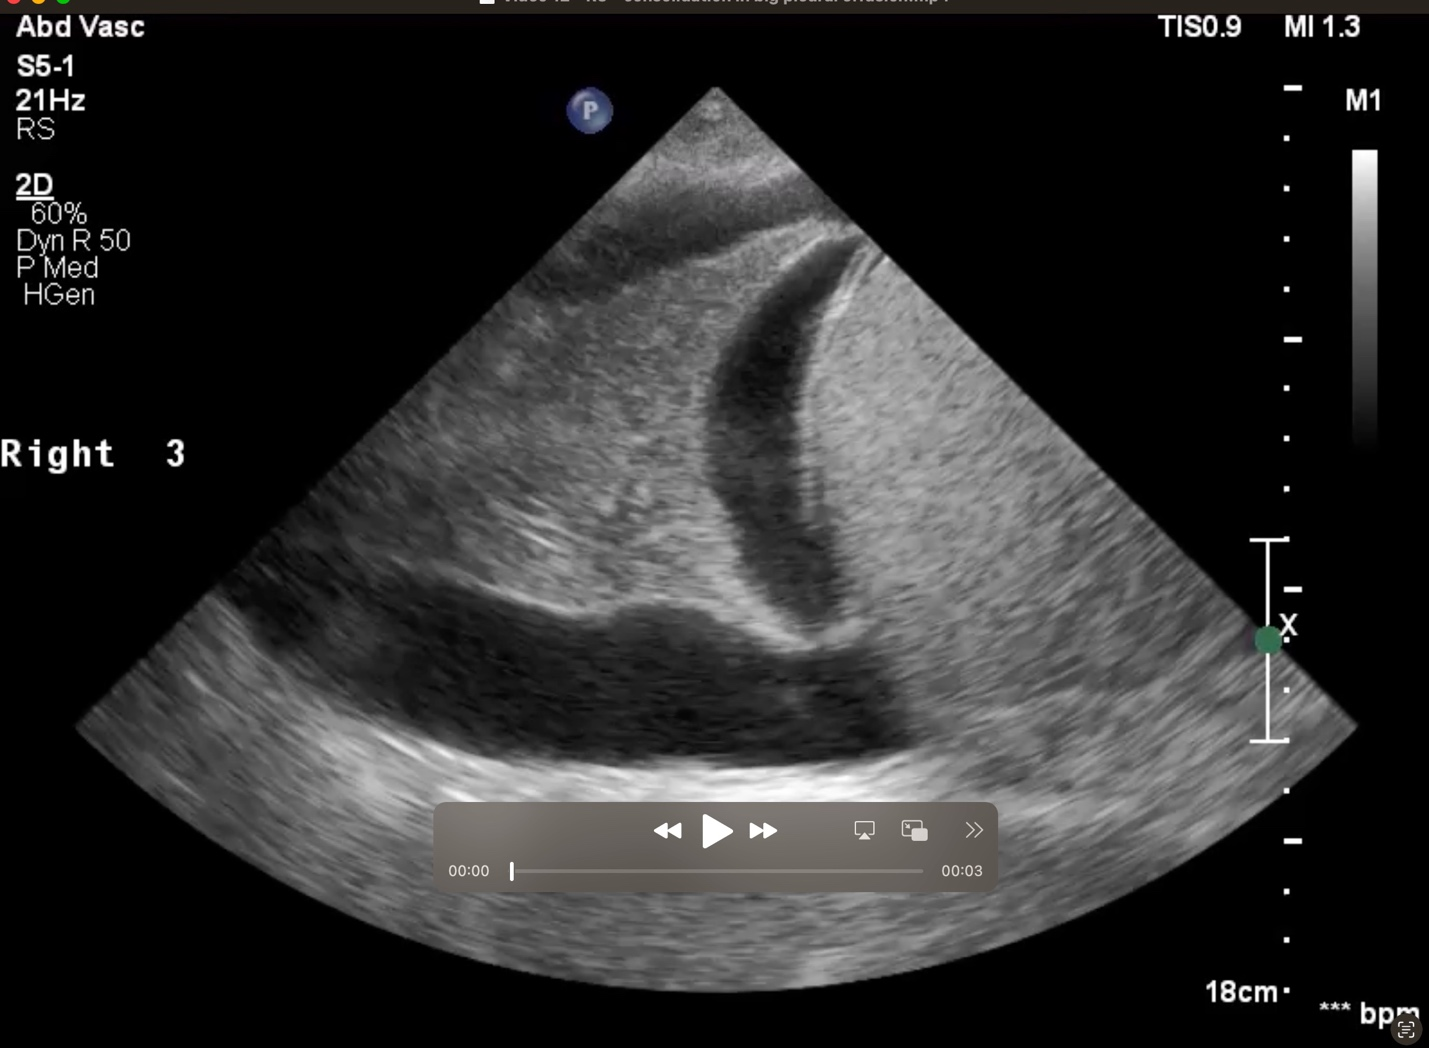 Abd Vasc
S5-1
21Hz
RS
2D
60%
Dyn R 50
P Med
HGen
P
TIS0.9 MI 1.3
M1
Right 3
X
00:00
00:03
18cm
*** bpm